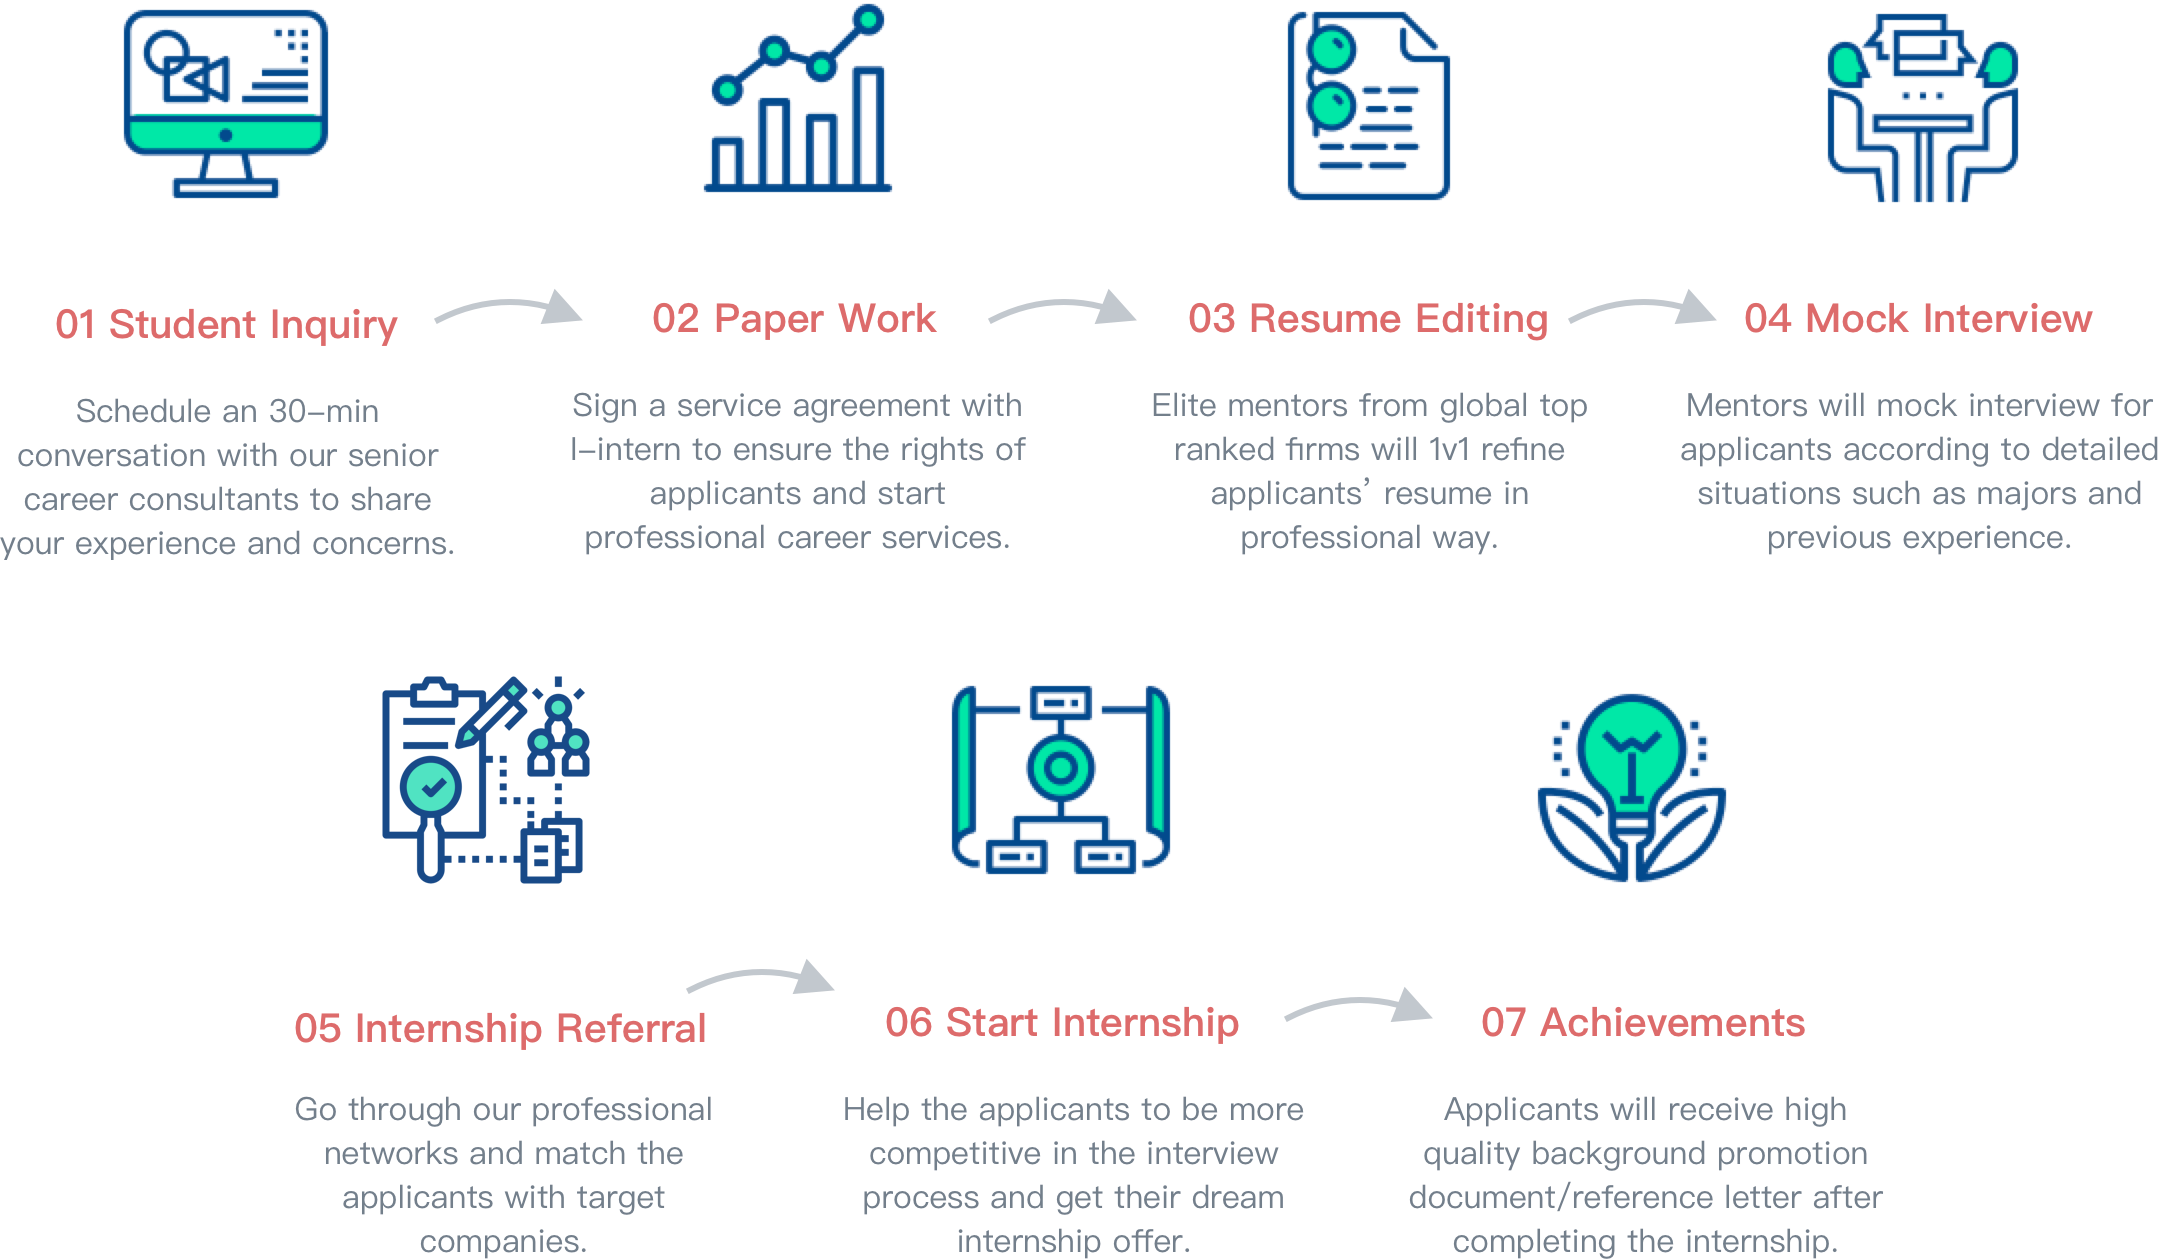 01 Student Inquiry
Schedule an 30-min
conversation with our senior
career consultants to share
your experience and concerns.
02 Paper Work
Sign a service agreement with
I-intern to ensure the rights of
applicants and start
professional career services.
03 Resume Editing
Elite mentors from global top
ranked firms will 1v1 refine
applicants’ resume in
professional way.
04 Mock Interview
Mentors will mock interview for
applicants according to detailed
situations such as majors and
previous experience.
05 Internship Referral
Go through our professional
networks and match the
applicants with target
companies.
06 Start Internship
Help the applicants to be more
competitive in the interview
process and get their dream
internship offer.
07 Achievements
Applicants will receive high
quality background promotion
document/reference letter after
completing the internship.